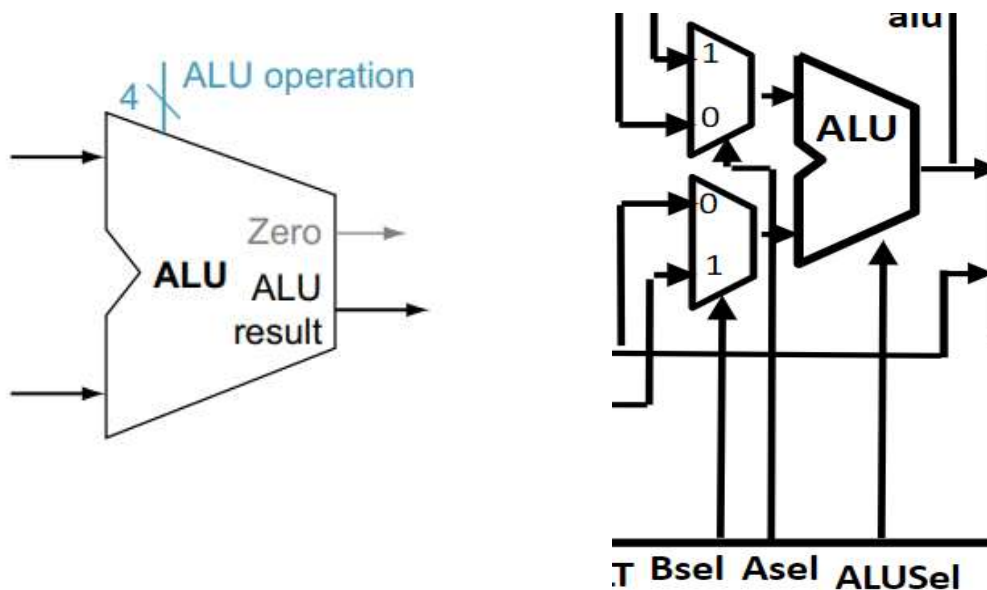 ALU operation
4
Zero
ALU
ALU
result
alu
1
0
ALU
0
1
Bsel
Asel
ALUSel